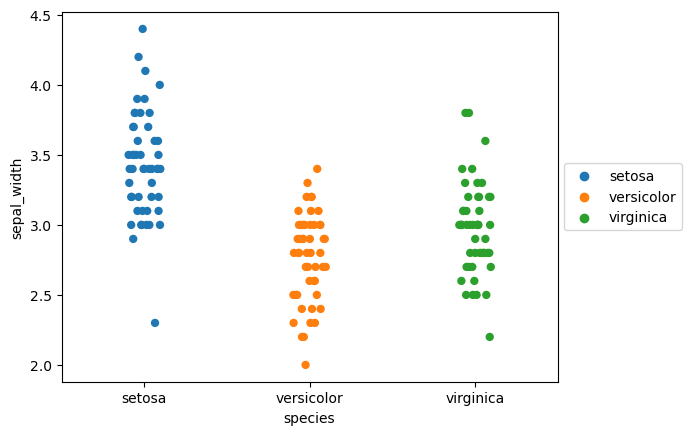 4.5
4.0
3.5
3.0
2.5
2.0
sepal_width
setosa
versicolor
virginica
species
setosa
versicolor
virginica